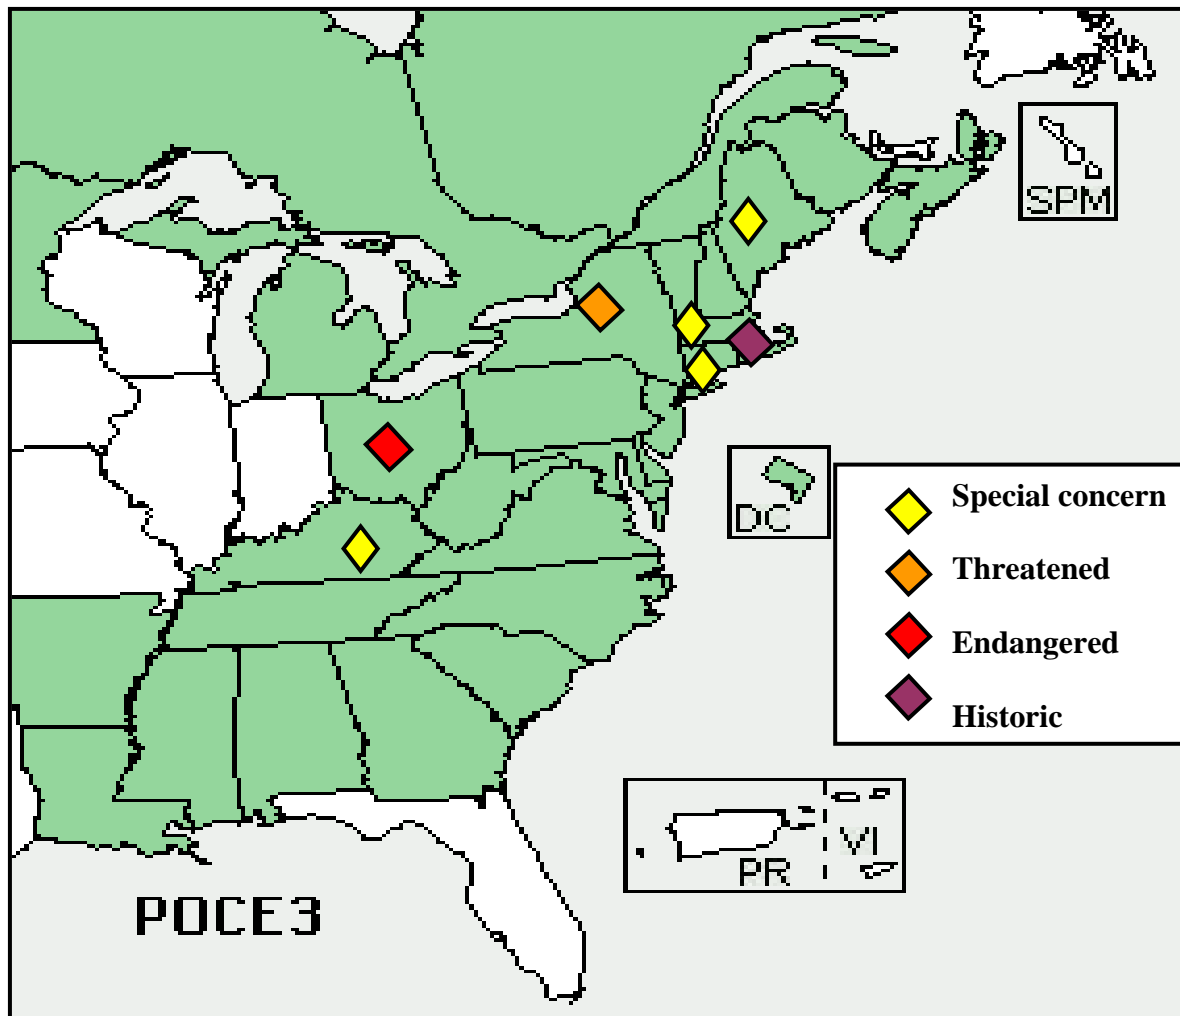 SPM
DC
Special concern
Threatened
Endangered
Historic
VI
PR
POCE3